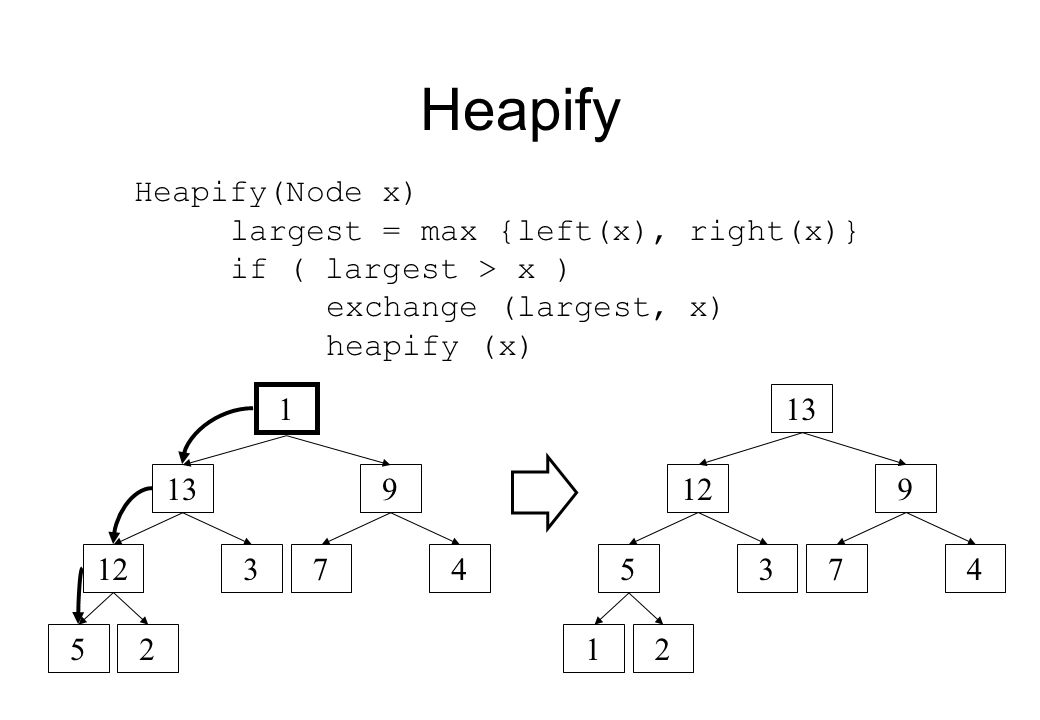 Heapify
Heapify(Node x)
largest = max {left(x), right(x)}
if ( largest > x )
exchange (largest, x)
heapify (x)
1 13
13 9 12 9
12 3 7 4 5 3 7 4
5 2 1 2